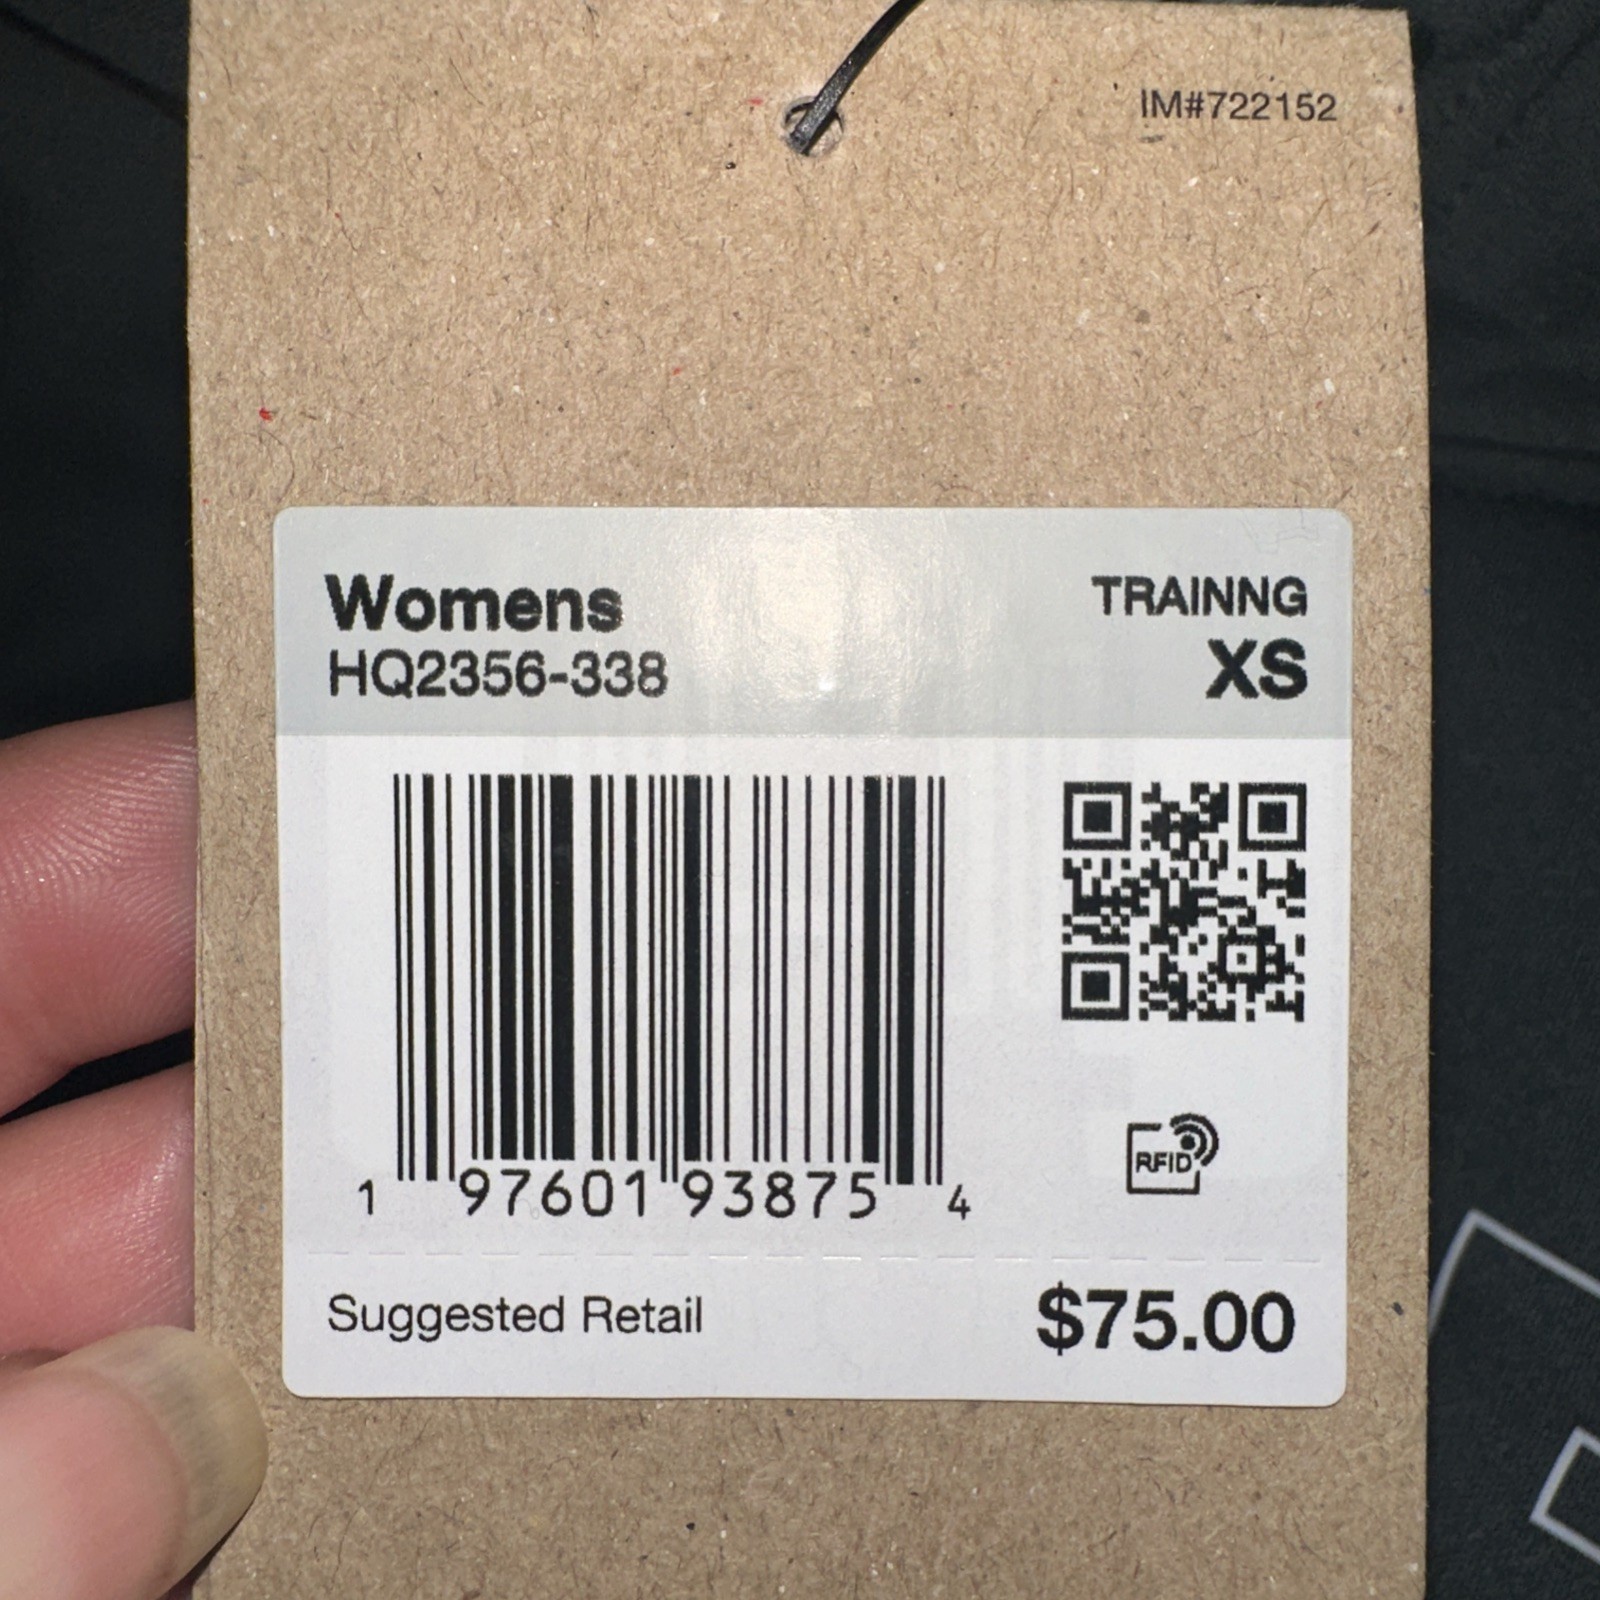 IM#722152
Womens
TRAINNG
HQ2356-338
XS
RFID
1 97601 93875 4
Suggested Retail
$75.00